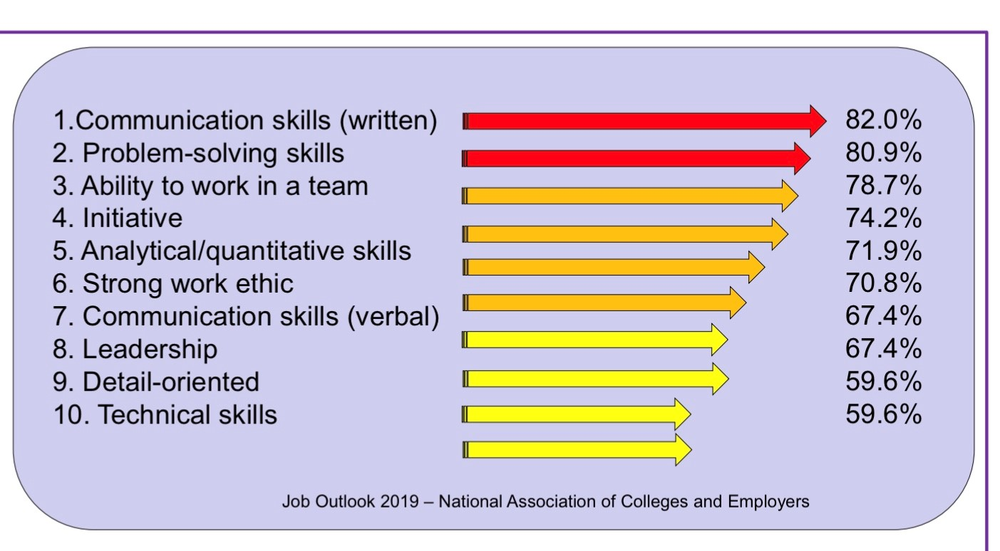 1.Communication skills (written) 82.0%
2. Problem-solving skills 80.9%
3. Ability to work in a team 78.7%
4. Initiative 74.2%
5. Analytical/quantitative skills 71.9%
6. Strong work ethic 70.8%
7. Communication skills (verbal) 67.4%
8. Leadership 67.4%
9. Detail-oriented 59.6%
10. Technical skills 59.6%
Job Outlook 2019 – National Association of Colleges and Employers